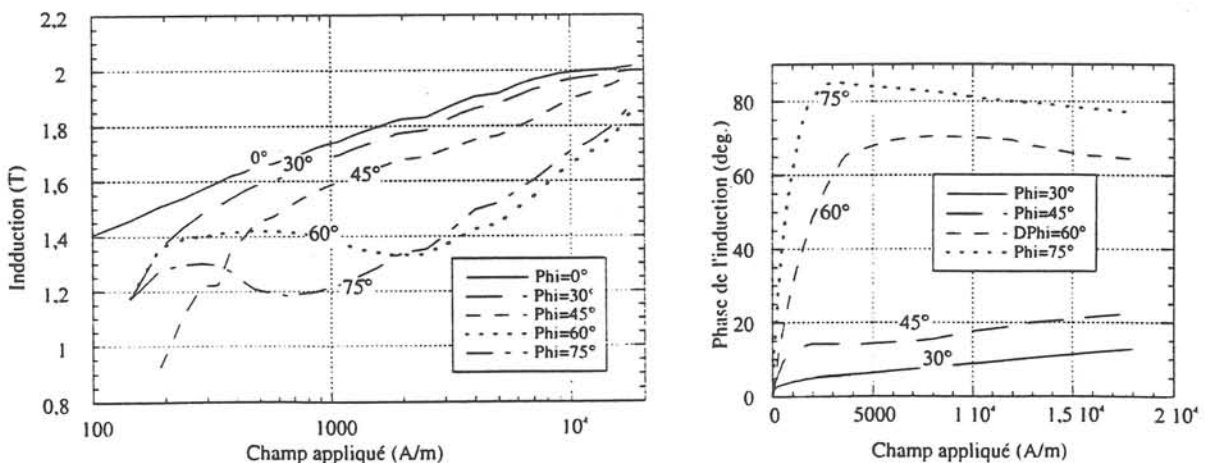 Indduction (T)
2,2
2
1.8
1.6
1.4
1.2
1
0.8
0°
30°
45°
60°
75°
Phi=0°
Phi=30°
Phi=45°
Phi=60°
Phi=75°
100
1000
10⁴
Champ appliqué (A/m)
Phase de l'induction (deg.)
80
60
40
20
0
75°
60°
45°
30°
Phi=30°
Phi=45°
DPhi=60°
Phi=75°
0
5000
1 10⁴
1,5 10⁴
2 10⁴
Champ appliqué (A/m)